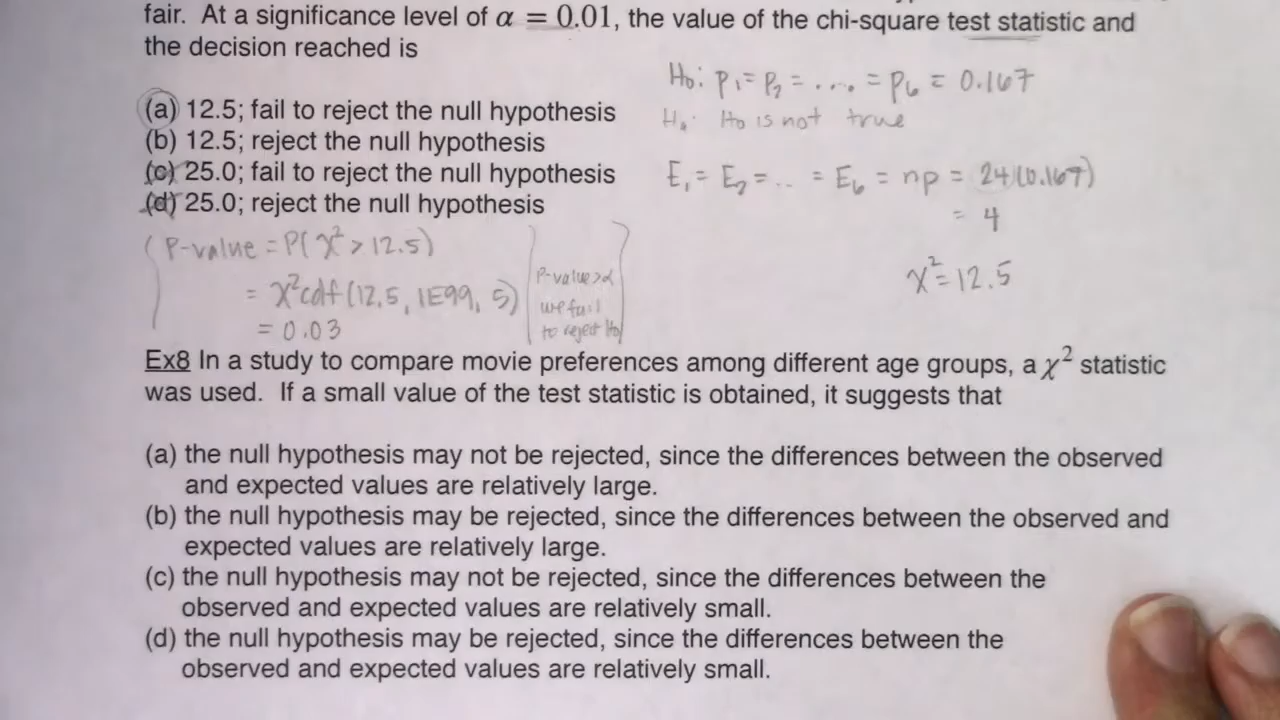 fair. At a significance level of α = 0.01, the value of the chi-square test statistic and
the decision reached is
H₀: p₁ = p₂ = .... = p₆ = 0.167
(a) 12.5; fail to reject the null hypothesis
Hₐ: H₀ is not true
(b) 12.5; reject the null hypothesis
(c) 25.0; fail to reject the null hypothesis
E₁ = E₂ = .. = E₆ = np = 24(0.167)
(d) 25.0; reject the null hypothesis
= 4
P-value = P(χ² > 12.5)
= χ²cdf(12.5, 1E99, 5)
= 0.03
P-value > α
we fail
to reject H₀
χ² = 12.5
Ex8 In a study to compare movie preferences among different age groups, a χ² statistic
was used. If a small value of the test statistic is obtained, it suggests that
(a) the null hypothesis may not be rejected, since the differences between the observed
and expected values are relatively large.
(b) the null hypothesis may be rejected, since the differences between the observed and
expected values are relatively large.
(c) the null hypothesis may not be rejected, since the differences between the
observed and expected values are relatively small.
(d) the null hypothesis may be rejected, since the differences between the
observed and expected values are relatively small.